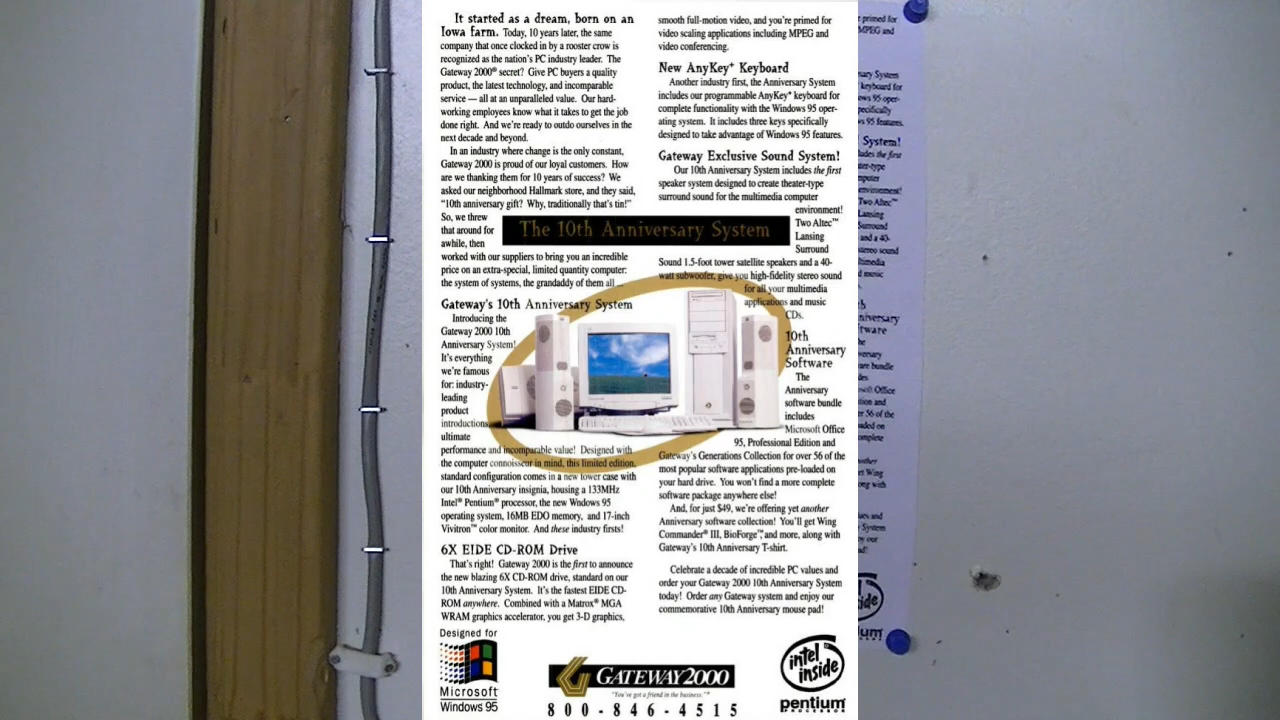 It started as a dream, born on an
Iowa farm. Today, 10 years later, the same
company that once clocked in by a rooster crow is
recognized as the nation's PC industry leader. The
Gateway 2000® secret? Give PC buyers a quality
product, the latest technology, and incomparable
service — all at an unparalleled value. Our hard-
working employees know what it takes to get the job
done right. And we're ready to outdo ourselves in the
next decade and beyond.
In an industry where change is the only constant,
Gateway 2000 is proud of our loyal customers. How
are we thanking them for 10 years of success? We
asked our neighborhood Hallmark store, and they said,
"10th anniversary gift? Why, traditionally that's tin!"
So, we threw
that around for
awhile, then
worked with our suppliers to bring you an incredible
price on an extra-special, limited quantity computer:
the system of systems, the grandaddy of them all ...
The 10th Anniversary System
Gateway's 10th Anniversary System
Introducing the
Gateway 2000 10th
Anniversary System!
It's everything
we're famous
for: industry-
leading
product
introductions,
ultimate
performance and incomparable value! Designed with
the computer connoisseur in mind, this limited edition,
standard configuration comes in a new tower case with
our 10th Anniversary insignia, housing a 133MHz
Intel® Pentium® processor, the new Wndows 95
operating system, 16MB EDO memory, and 17-inch
Vivitron™ color monitor. And these industry firsts!
6X EIDE CD-ROM Drive
That's right! Gateway 2000 is the first to announce
the new blazing 6X CD-ROM drive, standard on our
10th Anniversary System. It's the fastest EIDE CD-
ROM anywhere. Combined with a Matrox® MGA
WRAM graphics accelerator, you get 3-D graphics,
smooth full-motion video, and you're primed for
video scaling applications including MPEG and
video conferencing.
New AnyKey⁺ Keyboard
Another industry first, the Anniversary System
includes our programmable AnyKey⁺ keyboard for
complete functionality with the Windows 95 oper-
ating system. It includes three keys specifically
designed to take advantage of Windows 95 features.
Gateway Exclusive Sound System!
Our 10th Anniversary System includes the first
speaker system designed to create theater-type
surround sound for the multimedia computer
environment!
Two Altec™
Lansing
Surround
Sound 1.5-foot tower satellite speakers and a 40-
watt subwoofer, give you high-fidelity stereo sound
for all your multimedia
applications and music
CDs.
10th
Anniversary
Software
The
Anniversary
software bundle
includes
Microsoft Office
95, Professional Edition and
Gateway's Generations Collection for over 56 of the
most popular software applications pre-loaded on
your hard drive. You won't find a more complete
software package anywhere else!
And, for just $49, we're offering yet another
Anniversary software collection! You'll get Wing
Commander® III, BioForge™, and more, along with
Gateway's 10th Anniversary T-shirt.
Celebrate a decade of incredible PC values and
order your Gateway 2000 10th Anniversary System
today! Order any Gateway system and enjoy our
commemorative 10th Anniversary mouse pad!
Designed for
Microsoft
Windows 95
GATEWAY2000
"You've got a friend in the business."®
800-846-4515
intel inside
pentium
PROCESSOR